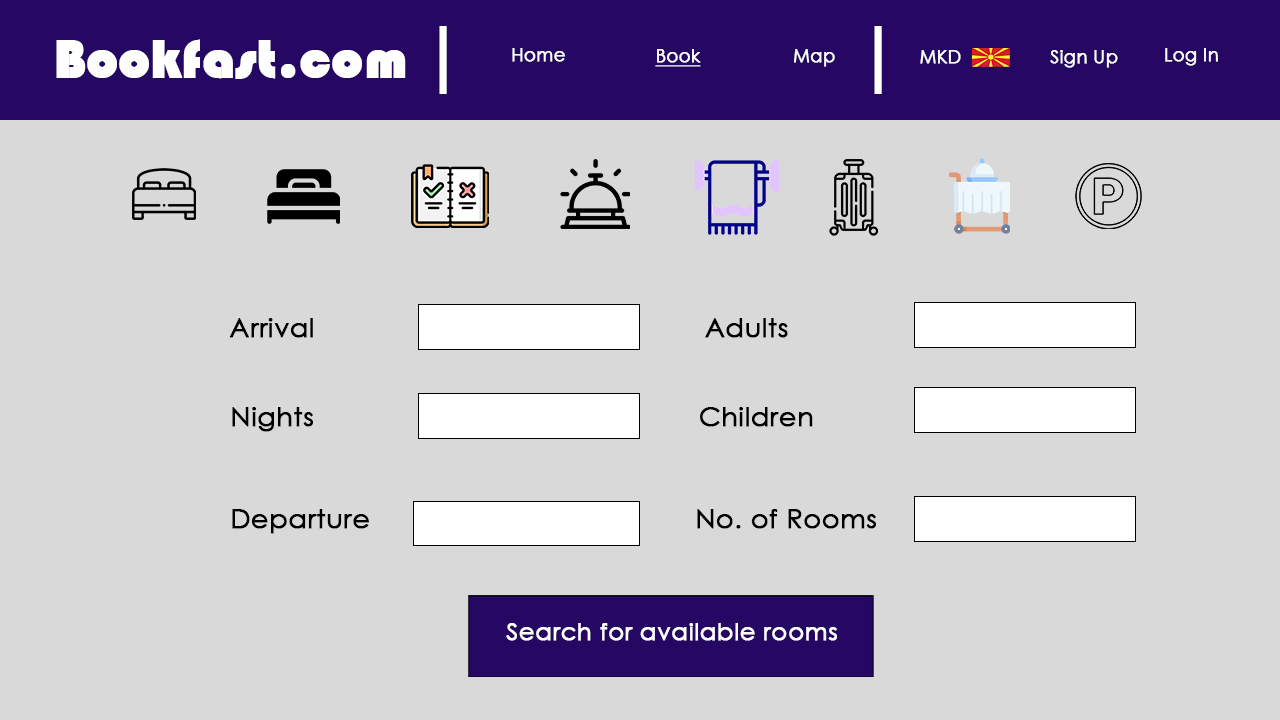 Bookfast.com
Home Book Map MKD Sign Up Log In
P
Arrival Adults
Nights Children
Departure No. of Rooms
Search for available rooms